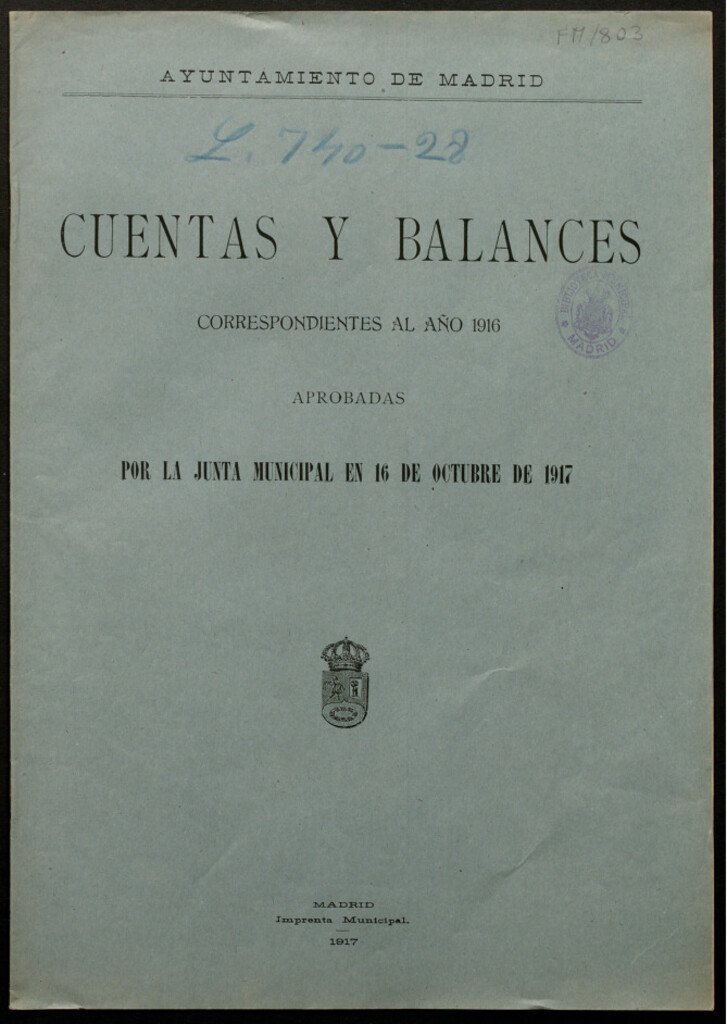 FM/803
AYUNTAMIENTO DE MADRID
L. 740-28
CUENTAS Y BALANCES
CORRESPONDIENTES AL AÑO 1916
MADRID
APROBADAS
POR LA JUNTA MUNICIPAL EN 16 DE OCTUBRE DE 1917
MADRID
Imprenta Municipal.
1917